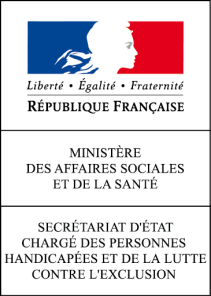 Liberté • Égalité • Fraternité
RÉPUBLIQUE FRANÇAISE
MINISTÈRE
DES AFFAIRES SOCIALES
ET DE LA SANTÉ
SECRÉTARIAT D'ÉTAT
CHARGÉ DES PERSONNES
HANDICAPÉES ET DE LA LUTTE
CONTRE L'EXCLUSION